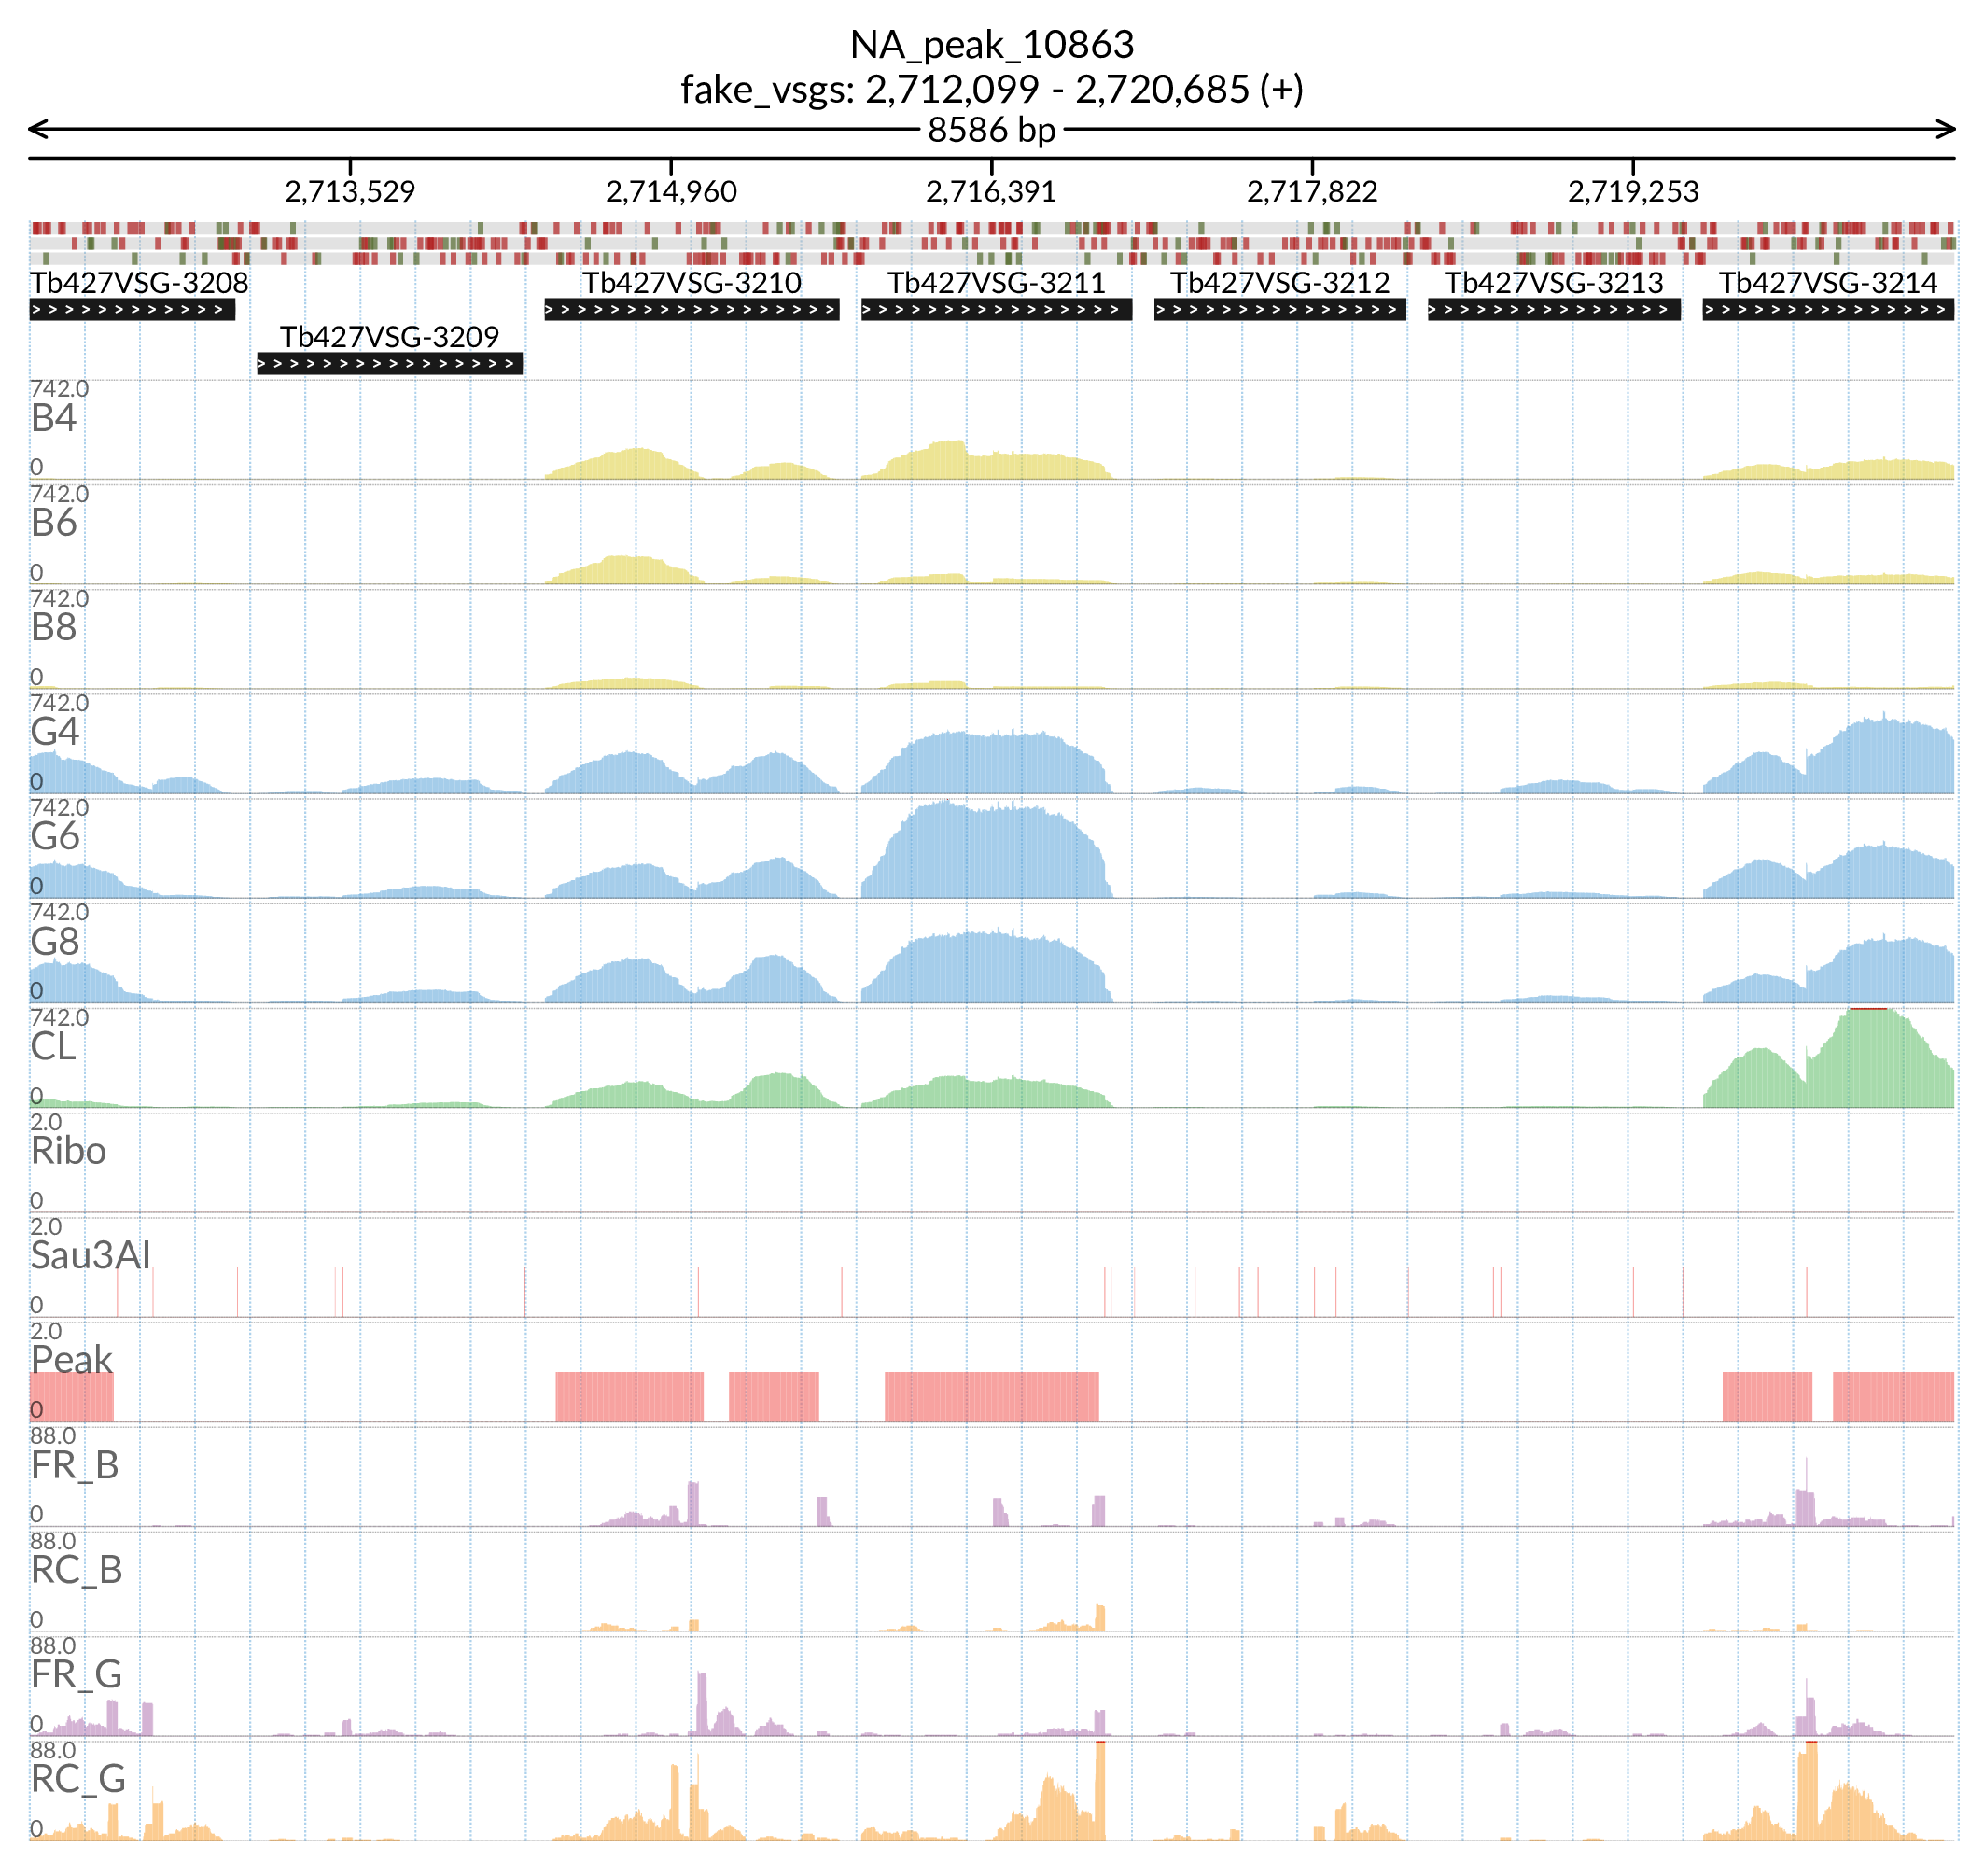 NA_peak_10863
fake_vsgs: 2,712,099 - 2,720,685 (+)
8586 bp
2,713,529 2,714,960 2,716,391 2,717,822 2,719,253
Tb427VSG-3208 Tb427VSG-3210 Tb427VSG-3211 Tb427VSG-3212 Tb427VSG-3213 Tb427VSG-3214
Tb427VSG-3209
742.0
B4
0
742.0
B6
0
742.0
B8
0
742.0
G4
0
742.0
G6
0
742.0
G8
0
742.0
CL
0
2.0
Ribo
0
2.0
Sau3AI
0
2.0
Peak
0
88.0
FR_B
0
88.0
RC_B
0
88.0
FR_G
0
88.0
RC_G
0